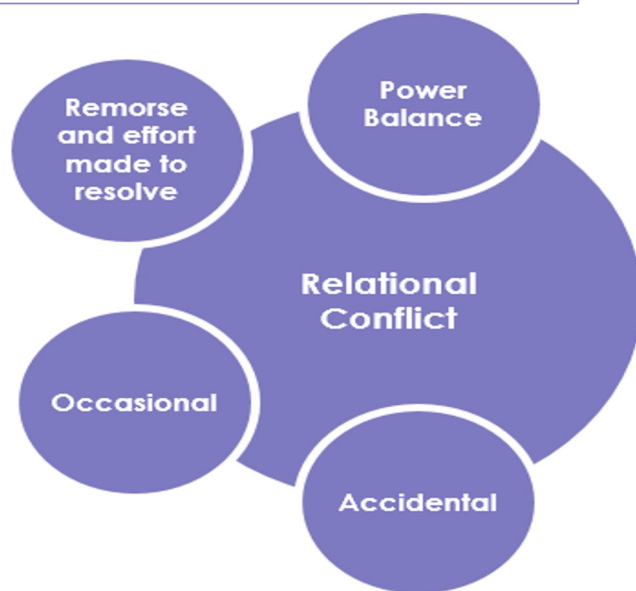 Remorse
and effort
made to
resolve
Power
Balance
Relational
Conflict
Occasional
Accidental